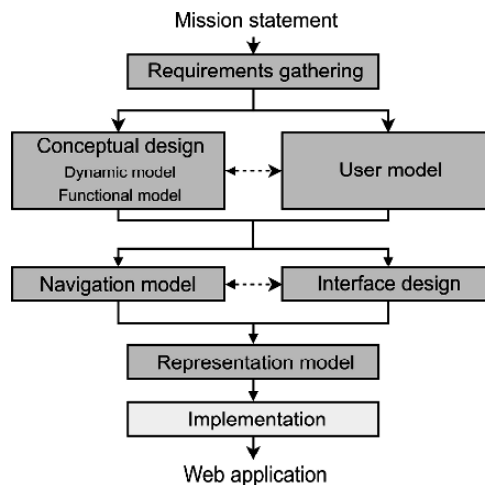 Mission statement
Requirements gathering
Conceptual design
Dynamic model
Functional model
User model
Navigation model
Interface design
Representation model
Implementation
Web application